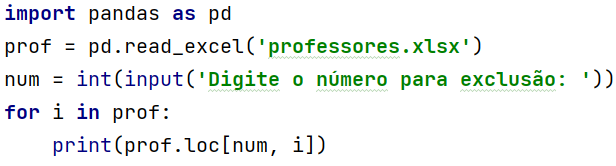 import pandas as pd
prof = pd.read_excel('professores.xlsx')
num = int(input('Digite o número para exclusão: '))
for i in prof:
    print(prof.loc[num, i])